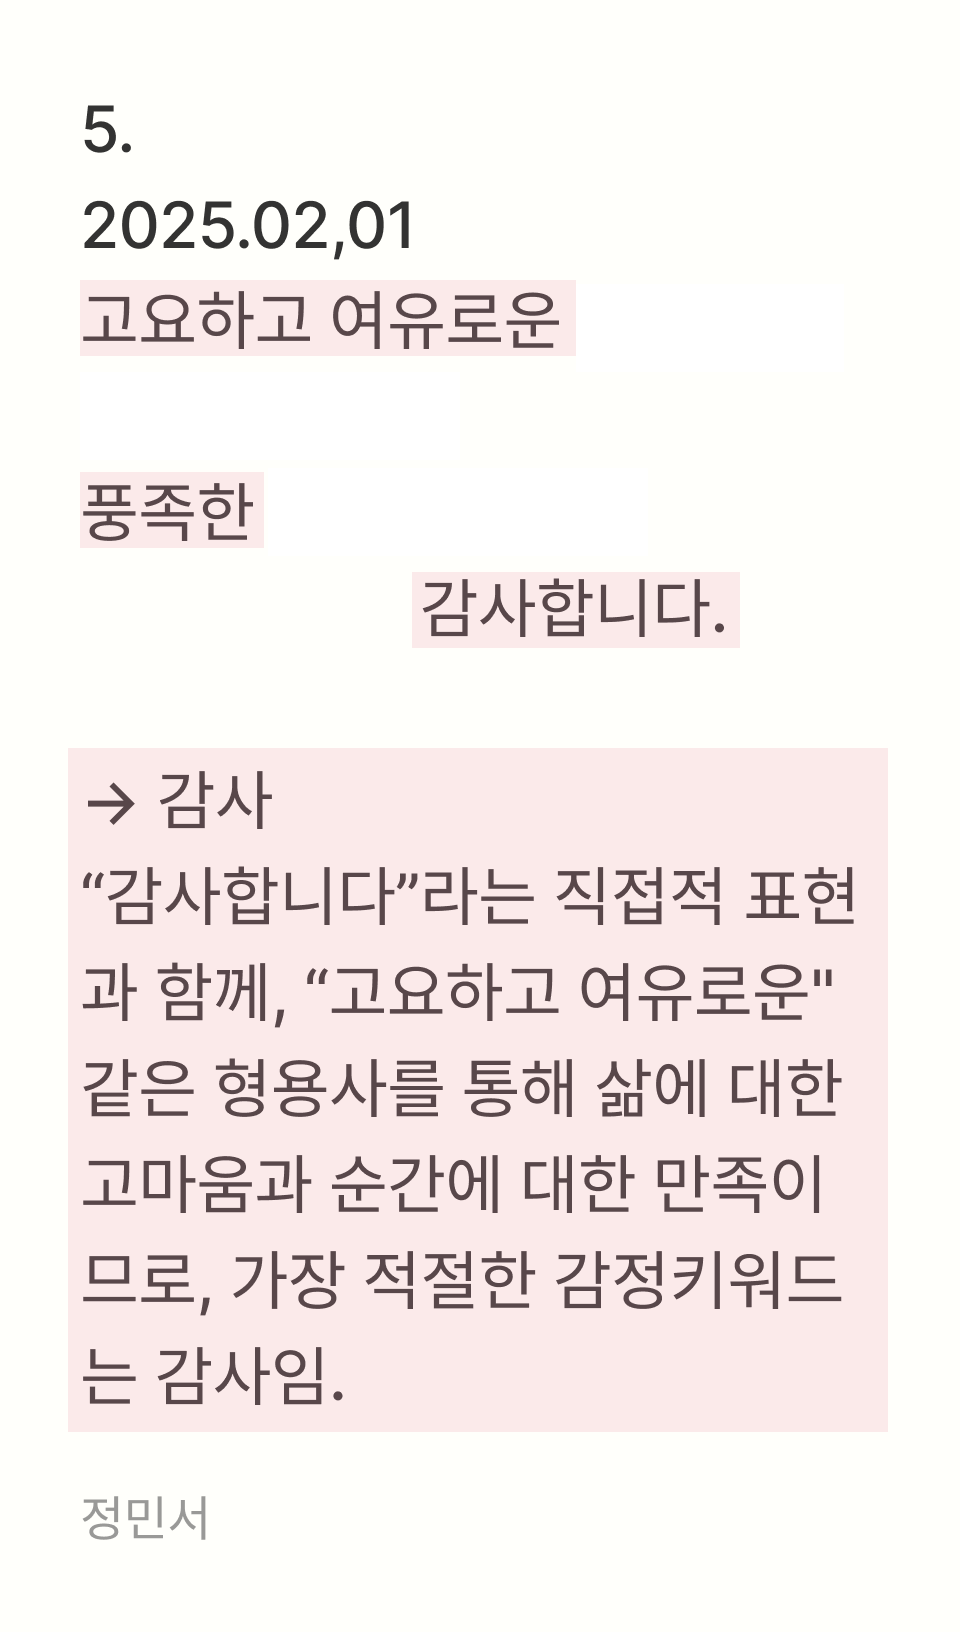 5.
2025.02,01
고요하고 여유로운
풍족한
감사합니다.
→ 감사
“감사합니다”라는 직접적 표현
과 함께, “고요하고 여유로운"
같은 형용사를 통해 삶에 대한
고마움과 순간에 대한 만족이
므로, 가장 적절한 감정키워드
는 감사임.
정민서